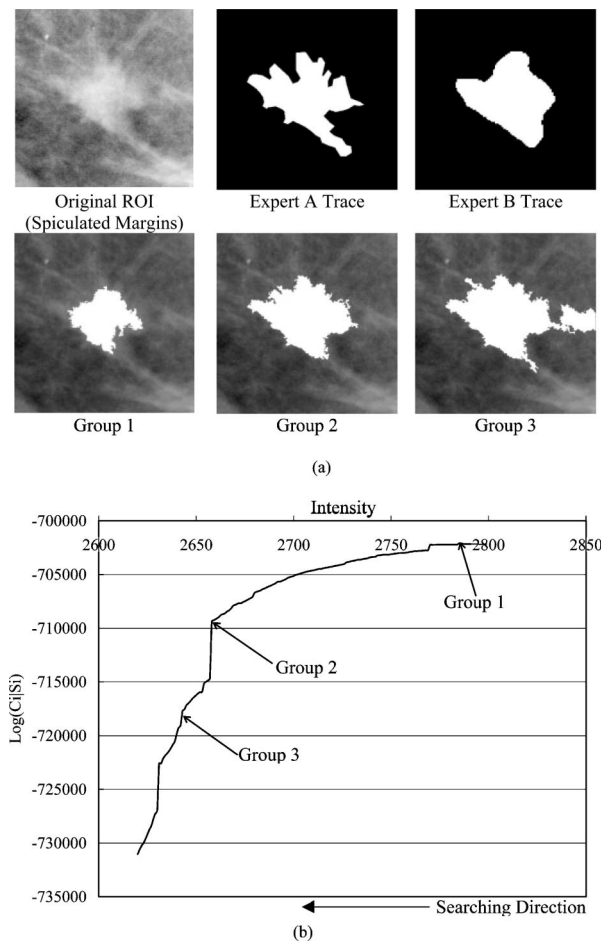 Original ROI
(Spiculated Margins)
Expert A Trace
Expert B Trace
Group 1
Group 2
Group 3
(a)
Intensity
-700000
2600
2650
2700
2750
2800
2850
-705000
Group 1
-710000
Group 2
-715000
Log(Ci|Si)
-720000
Group 3
-725000
-730000
-735000
Searching Direction
(b)